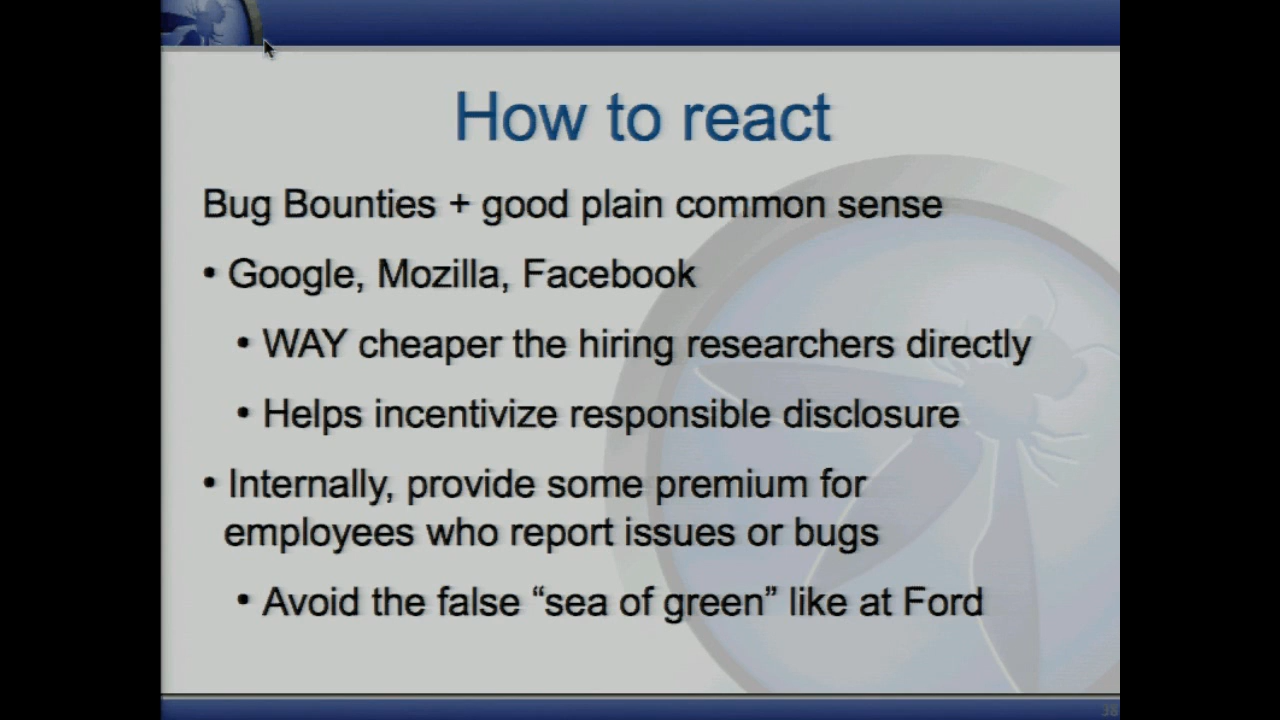 How to react
Bug Bounties + good plain common sense
• Google, Mozilla, Facebook
• WAY cheaper the hiring researchers directly
• Helps incentivize responsible disclosure
• Internally, provide some premium for
employees who report issues or bugs
• Avoid the false “sea of green” like at Ford
38